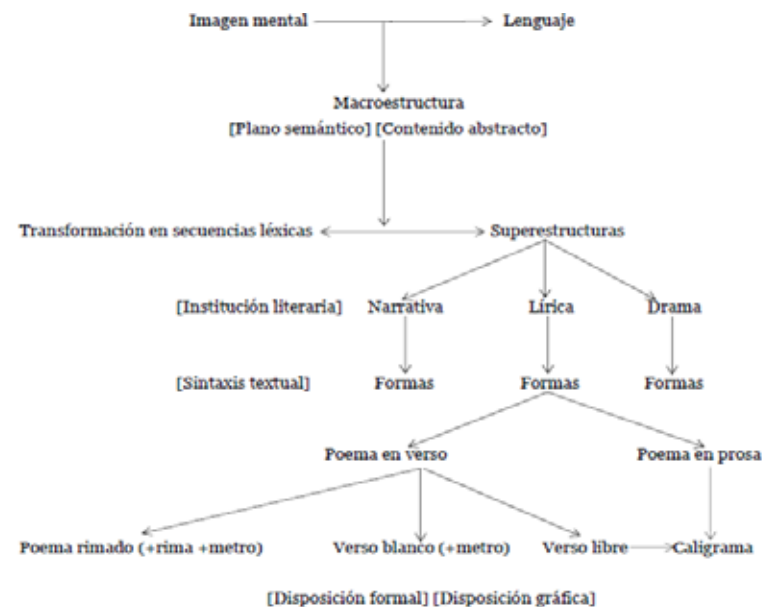 Imagen mental Lenguaje
Macroestructura
[Plano semántico] [Contenido abstracto]
Transformación en secuencias léxicas Superestructuras
[Institución literaria] Narrativa Lírica Drama
[Sintaxis textual] Formas Formas Formas
Poema en verso Poema en prosa
Poema rimado (+rima +metro) Verso blanco (+metro) Verso libre Caligrama
[Disposición formal] [Disposición gráfica]